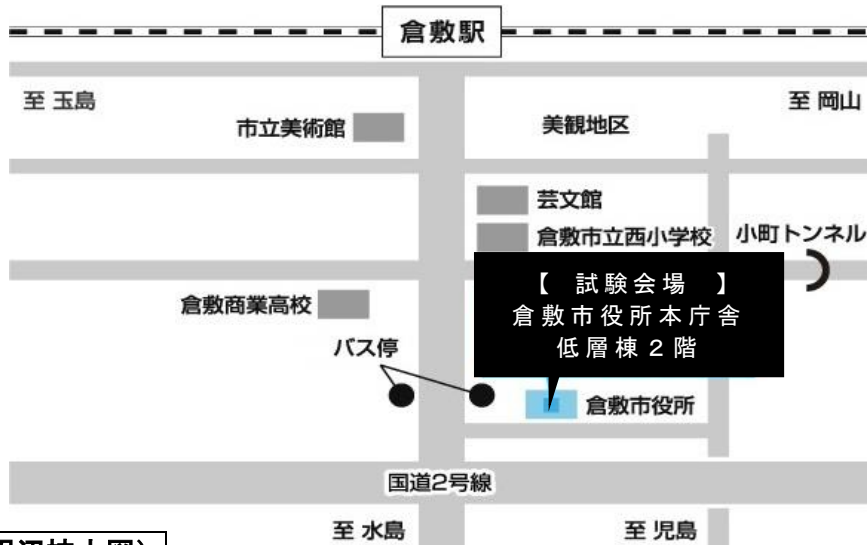 倉敷駅
至 玉島
至 岡山
市立美術館
美観地区
芸文館
倉敷市立西小学校
小町トンネル
【 試験会場 】
倉敷市役所本庁舎
低層棟２階
倉敷商業高校
バス停
倉敷市役所
国道2号線
至 水島
至 児島